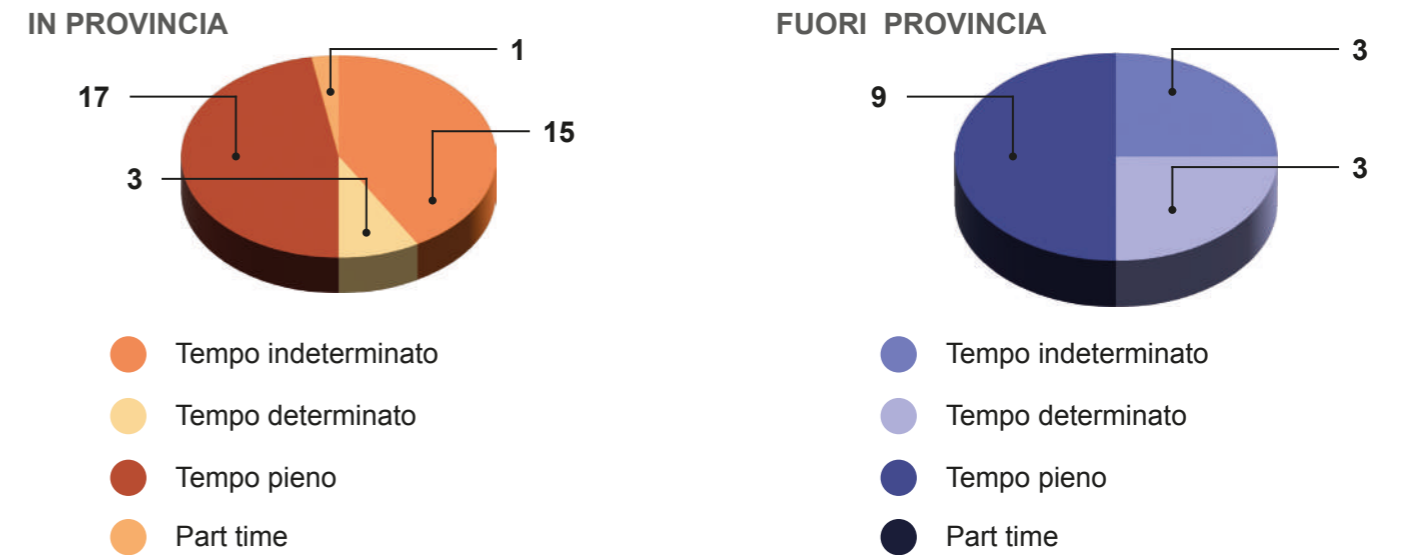 IN PROVINCIA
1
17
15
3
Tempo indeterminato
Tempo determinato
Tempo pieno
Part time
FUORI PROVINCIA
3
9
3
Tempo indeterminato
Tempo determinato
Tempo pieno
Part time